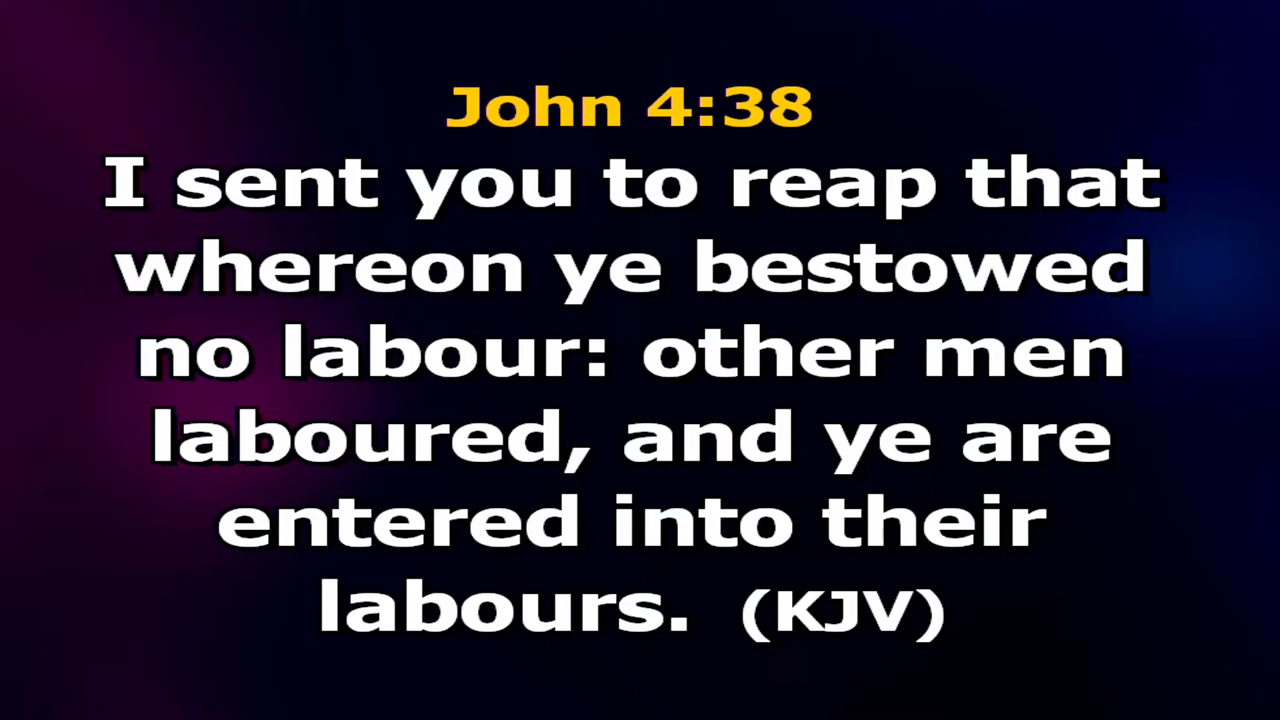 John 4:38
I sent you to reap that
whereon ye bestowed
no labour: other men
laboured, and ye are
entered into their
labours. (KJV)